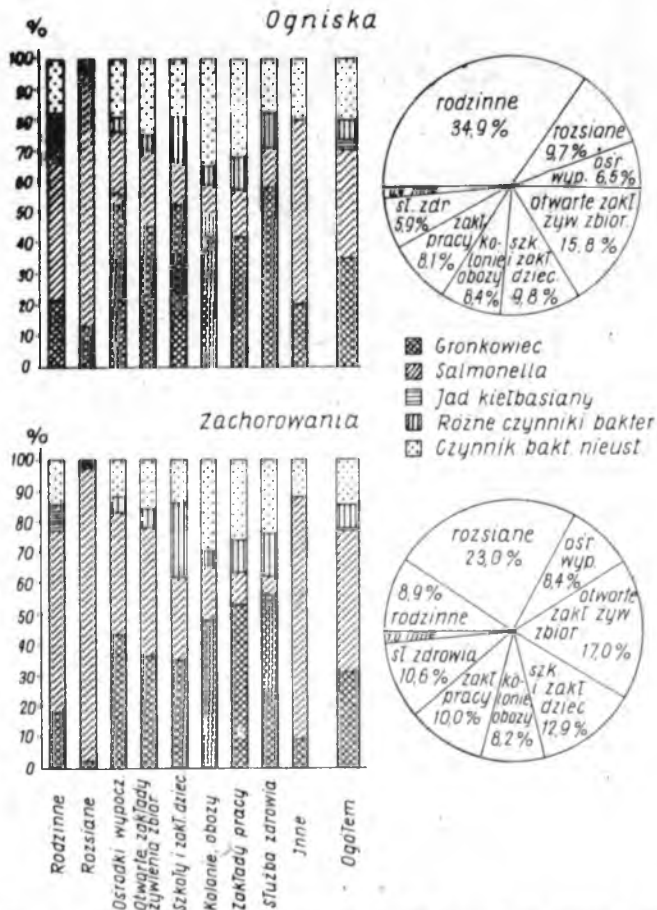 Ogniska
%
100
90
80
70
60
50
40
30
20
10
0
rodzinne
34,9%
rozsiane
9,7%
ośr
wyp. 6,5%
otwarte zakł
żyw. zbior.
15,8%
szk
i zakł
dziec.
9,8%
ko-
lonie
obozy
8,4%
zakł
pracy
8,1%
sł. zdr
5,9%
Gronkowiec
Salmonella
Jad kiełbasiany
Różne czynniki bakter
Czynnik bakt. nieust.
Zachorowania
%
100
90
80
70
60
50
40
30
20
10
0
Rodzinne
Rozsiane
Ośrodki wypocz.
Otwarte zakłady
żywienia zbior.
Szkoły i zakł. dziec
Kolonie, obozy
Zakłady pracy
Służba zdrowia
Inne
Ogółem
rozsiane
23,0%
ośr
wyp.
8,4%
otwarte
zakł żyw
zbior
17,0%
szk
i zakł
dziec
12,9%
ko-
lonie
obozy
8,2%
zakł
pracy
10,0%
sł zdrowia
10,6%
8,9%
rodzinne